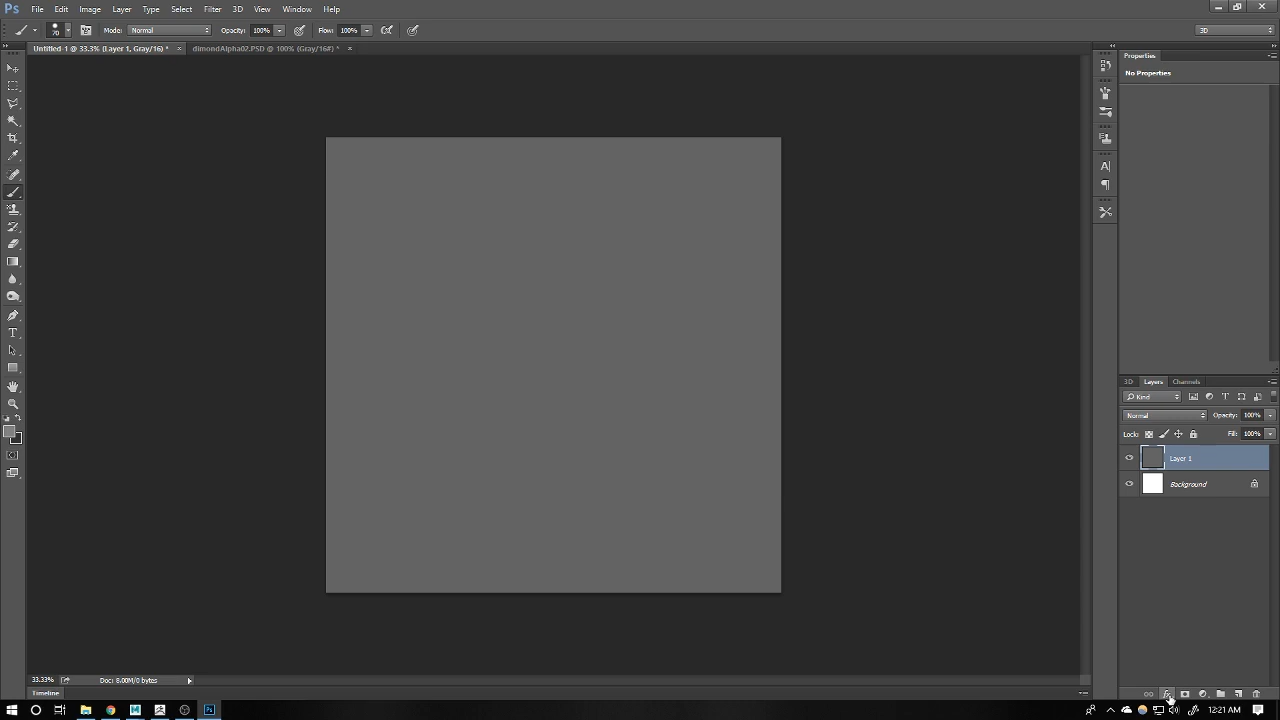 Ps File Edit Image Layer Type Select Filter 3D View Window Help
70 Mode: Normal Opacity: 100% Flow: 100% 3D
Untitled-1 @ 33.3% (Layer 1, Gray/16) * × dimondAlpha02.PSD @ 100% (Gray/16#) * ×
Properties
No Properties
3D Layers Channels
Kind
Normal Opacity: 100%
Lock: Fill: 100%
Layer 1
Background
33.33% Doc: 8.00M/0 bytes
Timeline
12:21 AM